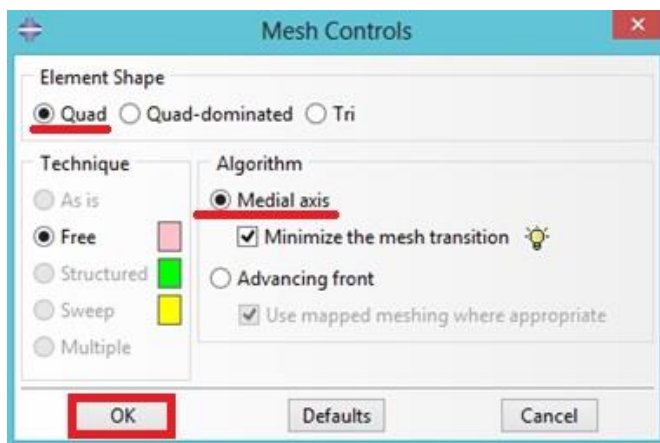 Mesh Controls
Element Shape
Quad Quad-dominated Tri
Technique
As is
Free
Structured
Sweep
Multiple
Algorithm
Medial axis
Minimize the mesh transition
Advancing front
Use mapped meshing where appropriate
OK Defaults Cancel